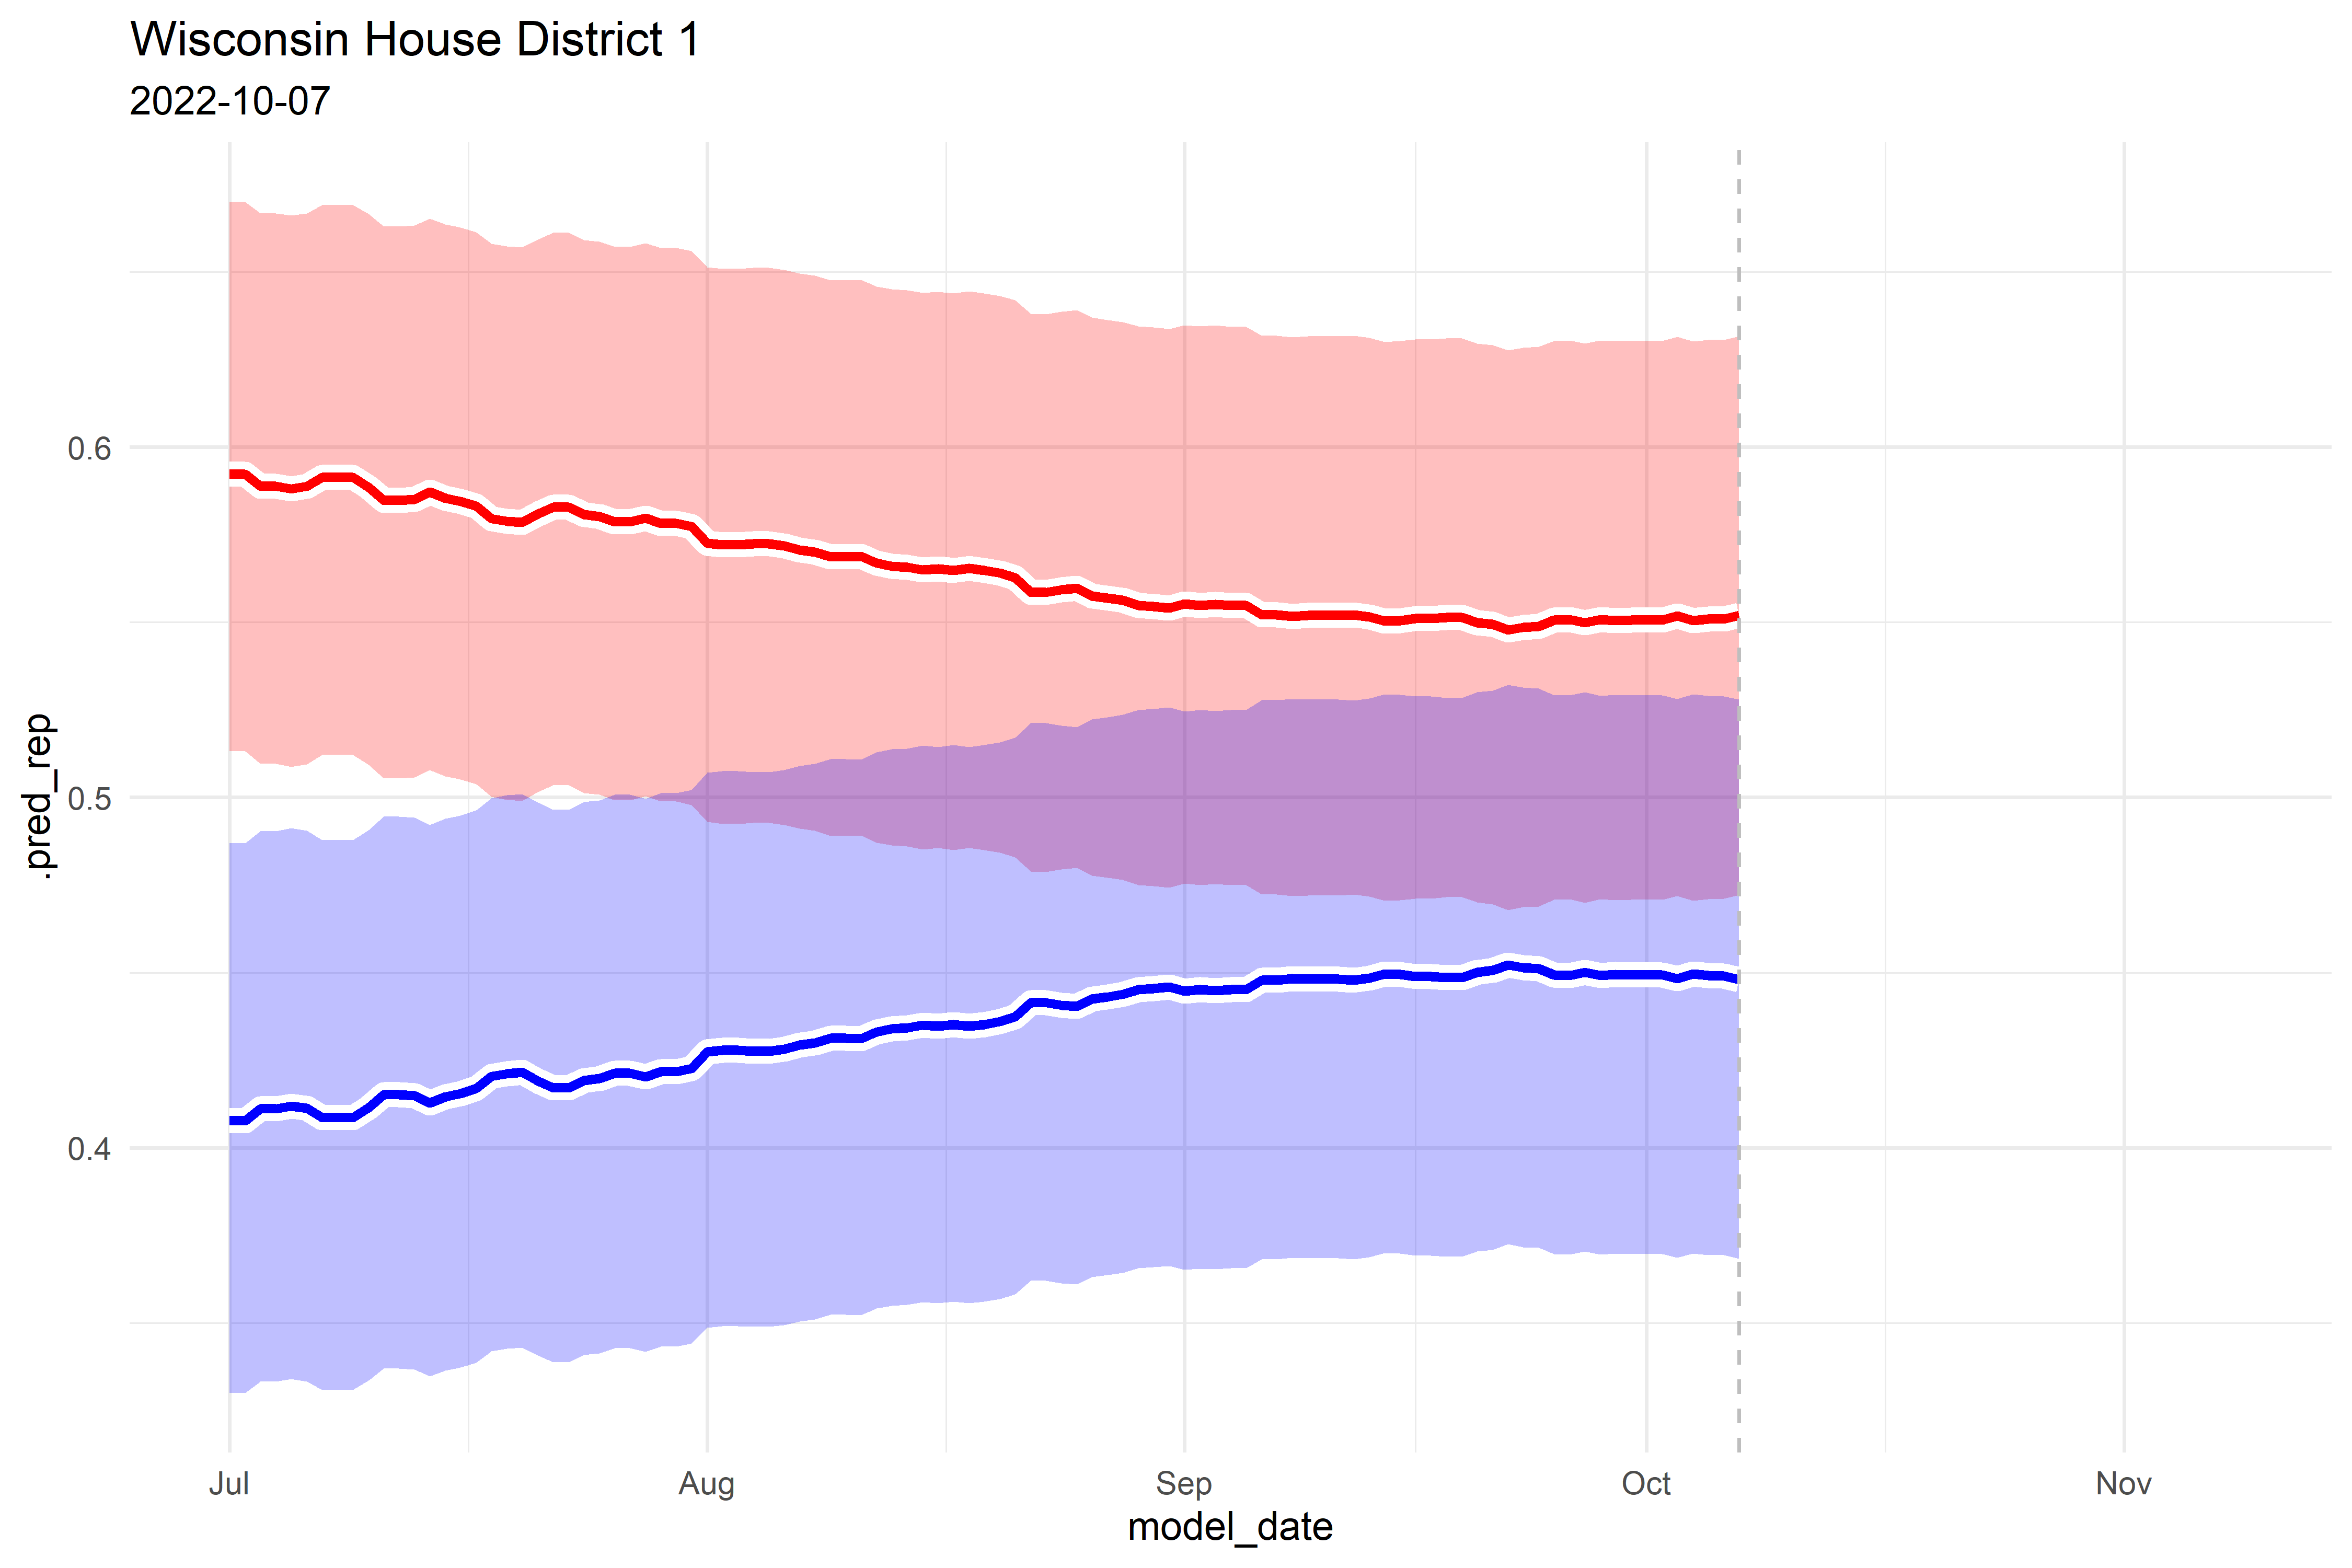 Wisconsin House District 1
2022-10-07
.pred_rep
0.6
0.5
0.4
Jul Aug Sep Oct Nov
model_date